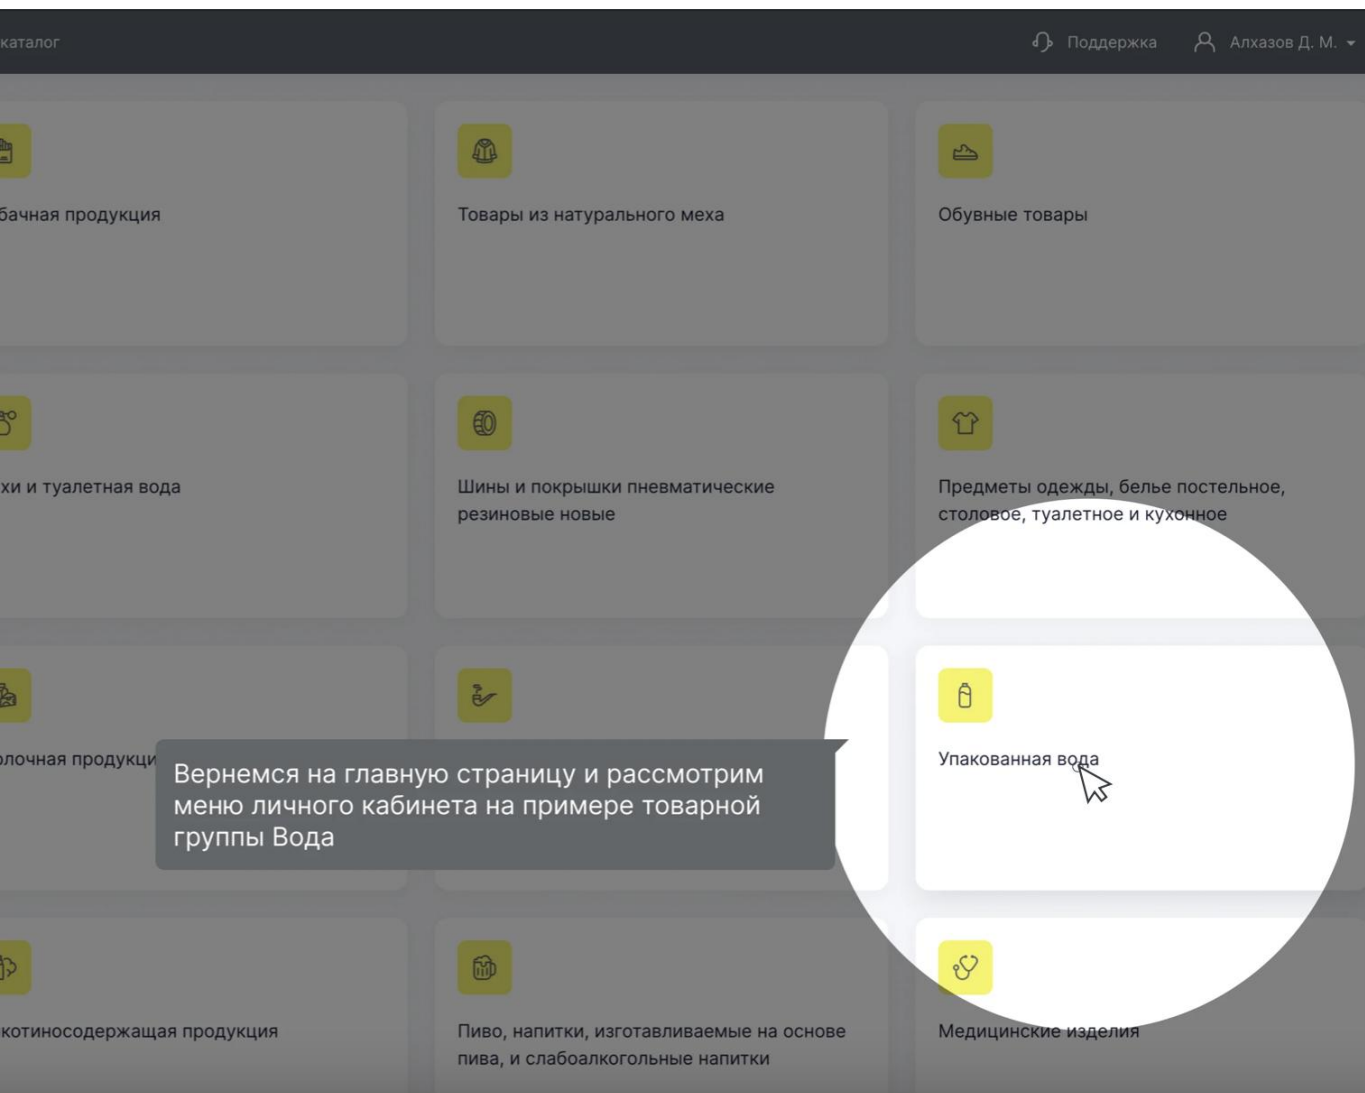 каталог
Поддержка
Алхазов Д. М.
бачная продукция
Товары из натурального меха
Обувные товары
хи и туалетная вода
Шины и покрышки пневматические
резиновые новые
Предметы одежды, белье постельное,
столовое, туалетное и кухонное
лочная продукци
Упакованная вода
Вернемся на главную страницу и рассмотрим
меню личного кабинета на примере товарной
группы Вода
котиносодержащая продукция
Пиво, напитки, изготавливаемые на основе
пива, и слабоалкогольные напитки
Медицинские изделия